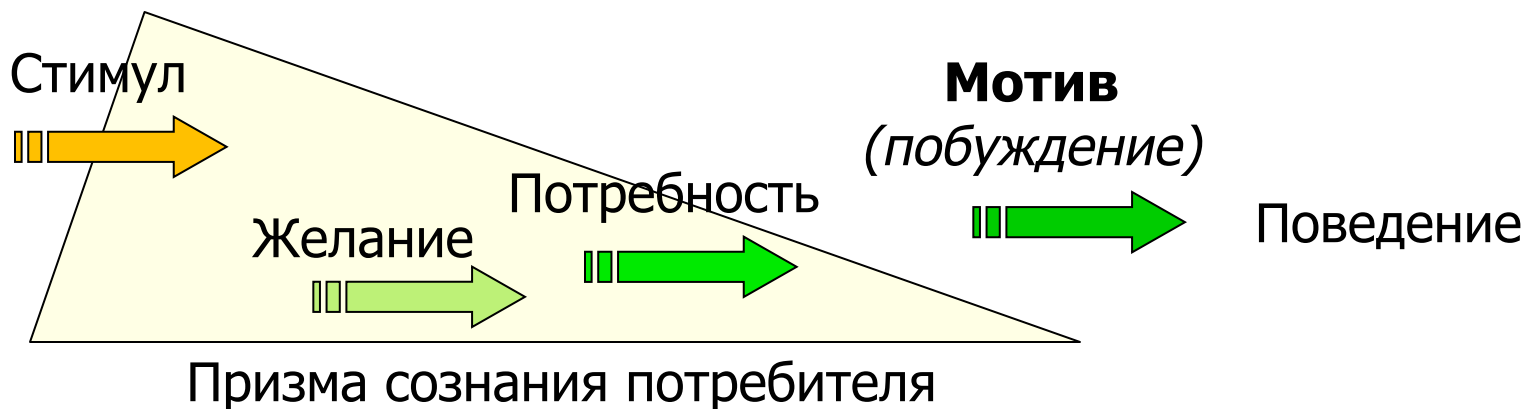 Стимул
Желание
Потребность
Мотив
(побуждение)
Поведение
Призма сознания потребителя